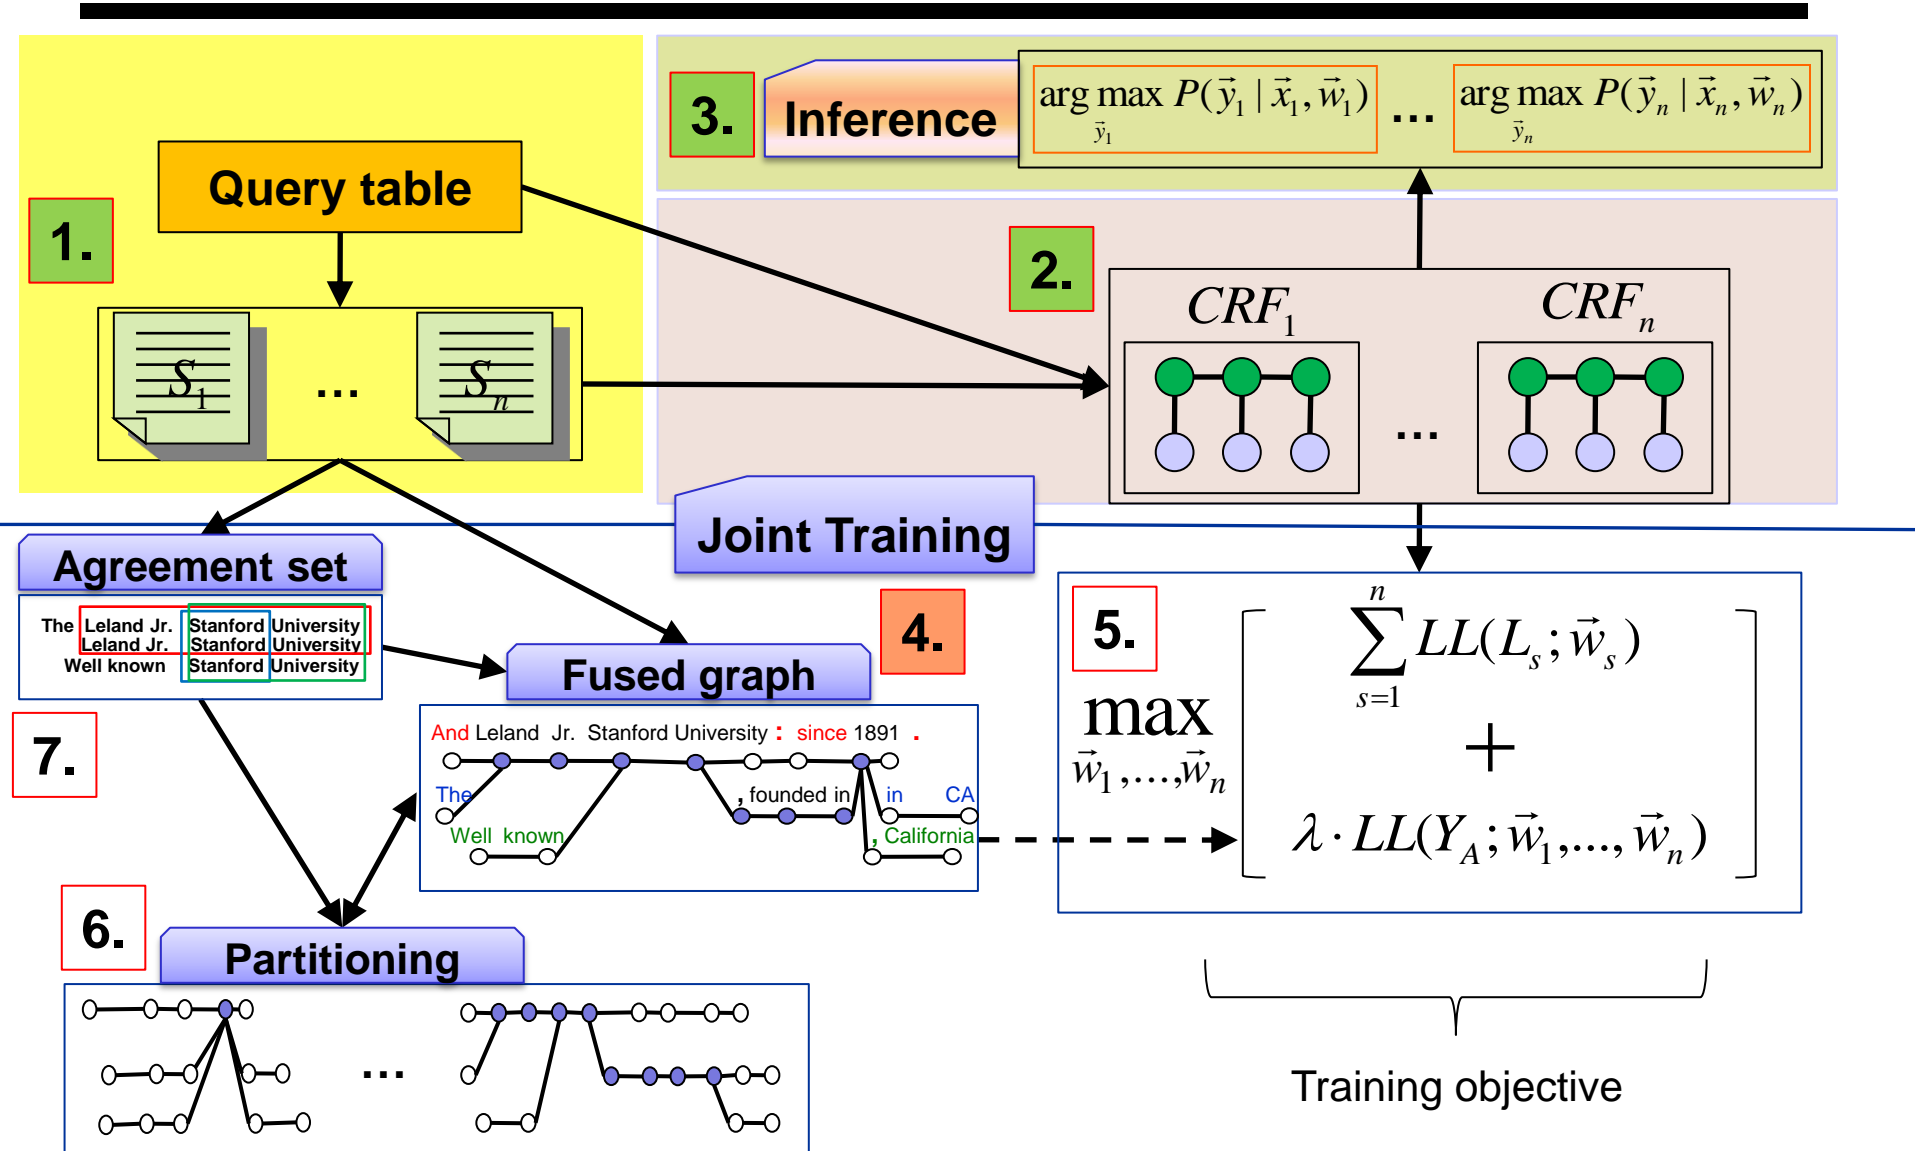 3.
Inference
arg max P(y⃗₁ | x⃗₁, w⃗₁)
y⃗₁
...
arg max P(y⃗ₙ | x⃗ₙ, w⃗ₙ)
y⃗ₙ
Query table
1.
2.
S₁
...
Sₙ
CRF₁
...
CRFₙ
Joint Training
Agreement set
The Leland Jr. Stanford University
Leland Jr. Stanford University
Well known Stanford University
4.
Fused graph
And Leland Jr. Stanford University : since 1891 .
The , founded in in CA
Well known , California
5.
max
w⃗₁,...,w⃗ₙ
n
∑ LL(Lₛ; w⃗ₛ)
s=1
+
λ · LL(Y_A; w⃗₁,..., w⃗ₙ)
7.
6.
Partitioning
...
Training objective